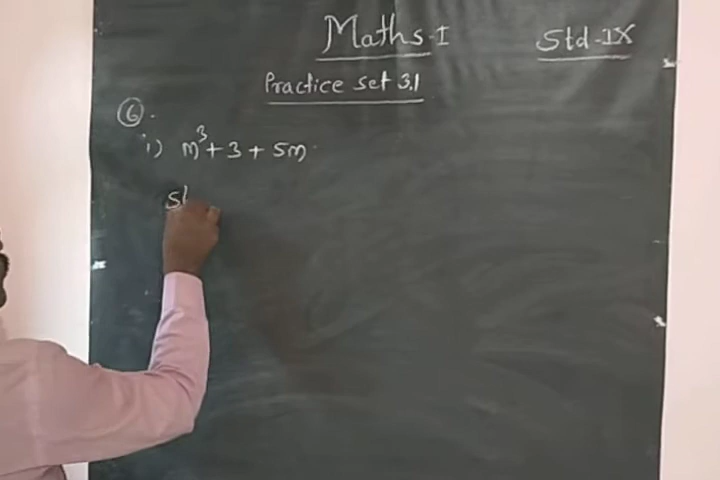 Maths-I Std-IX
Practice set 3.1
⑥.
i) m³ + 3 + 5m